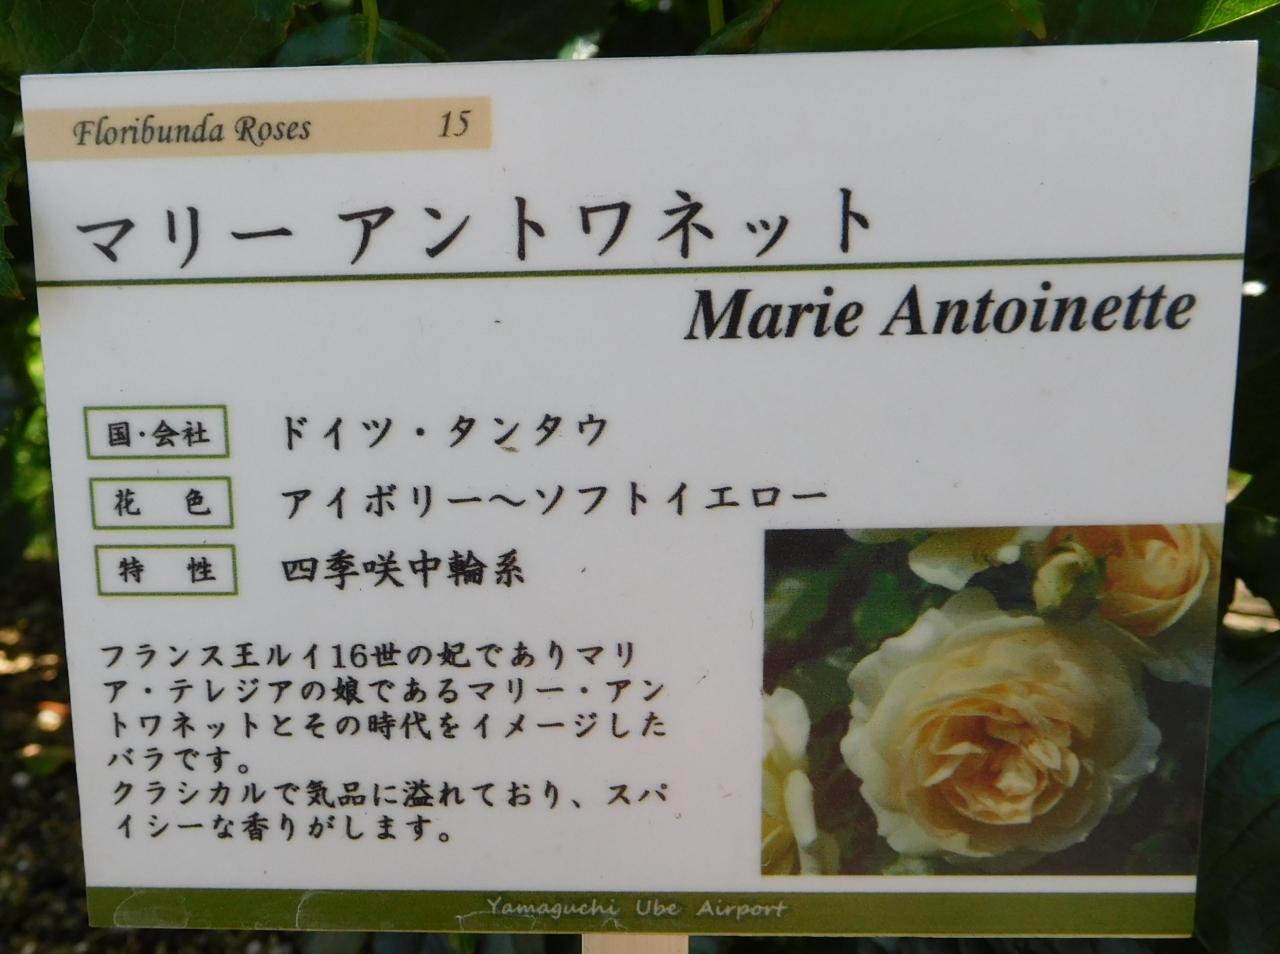 Floribunda Roses 15
マリー アントワネット
Marie Antoinette
国・会社 ドイツ・タンタウ
花 色 アイボリー～ソフトイエロー
特 性 四季咲中輪系
フランス王ルイ16世の妃でありマリ
ア・テレジアの娘であるマリー・アン
トワネットとその時代をイメージした
バラです。
クラシカルで気品に溢れており、スパ
イシーな香りがします。
Yamaguchi Ube Airport